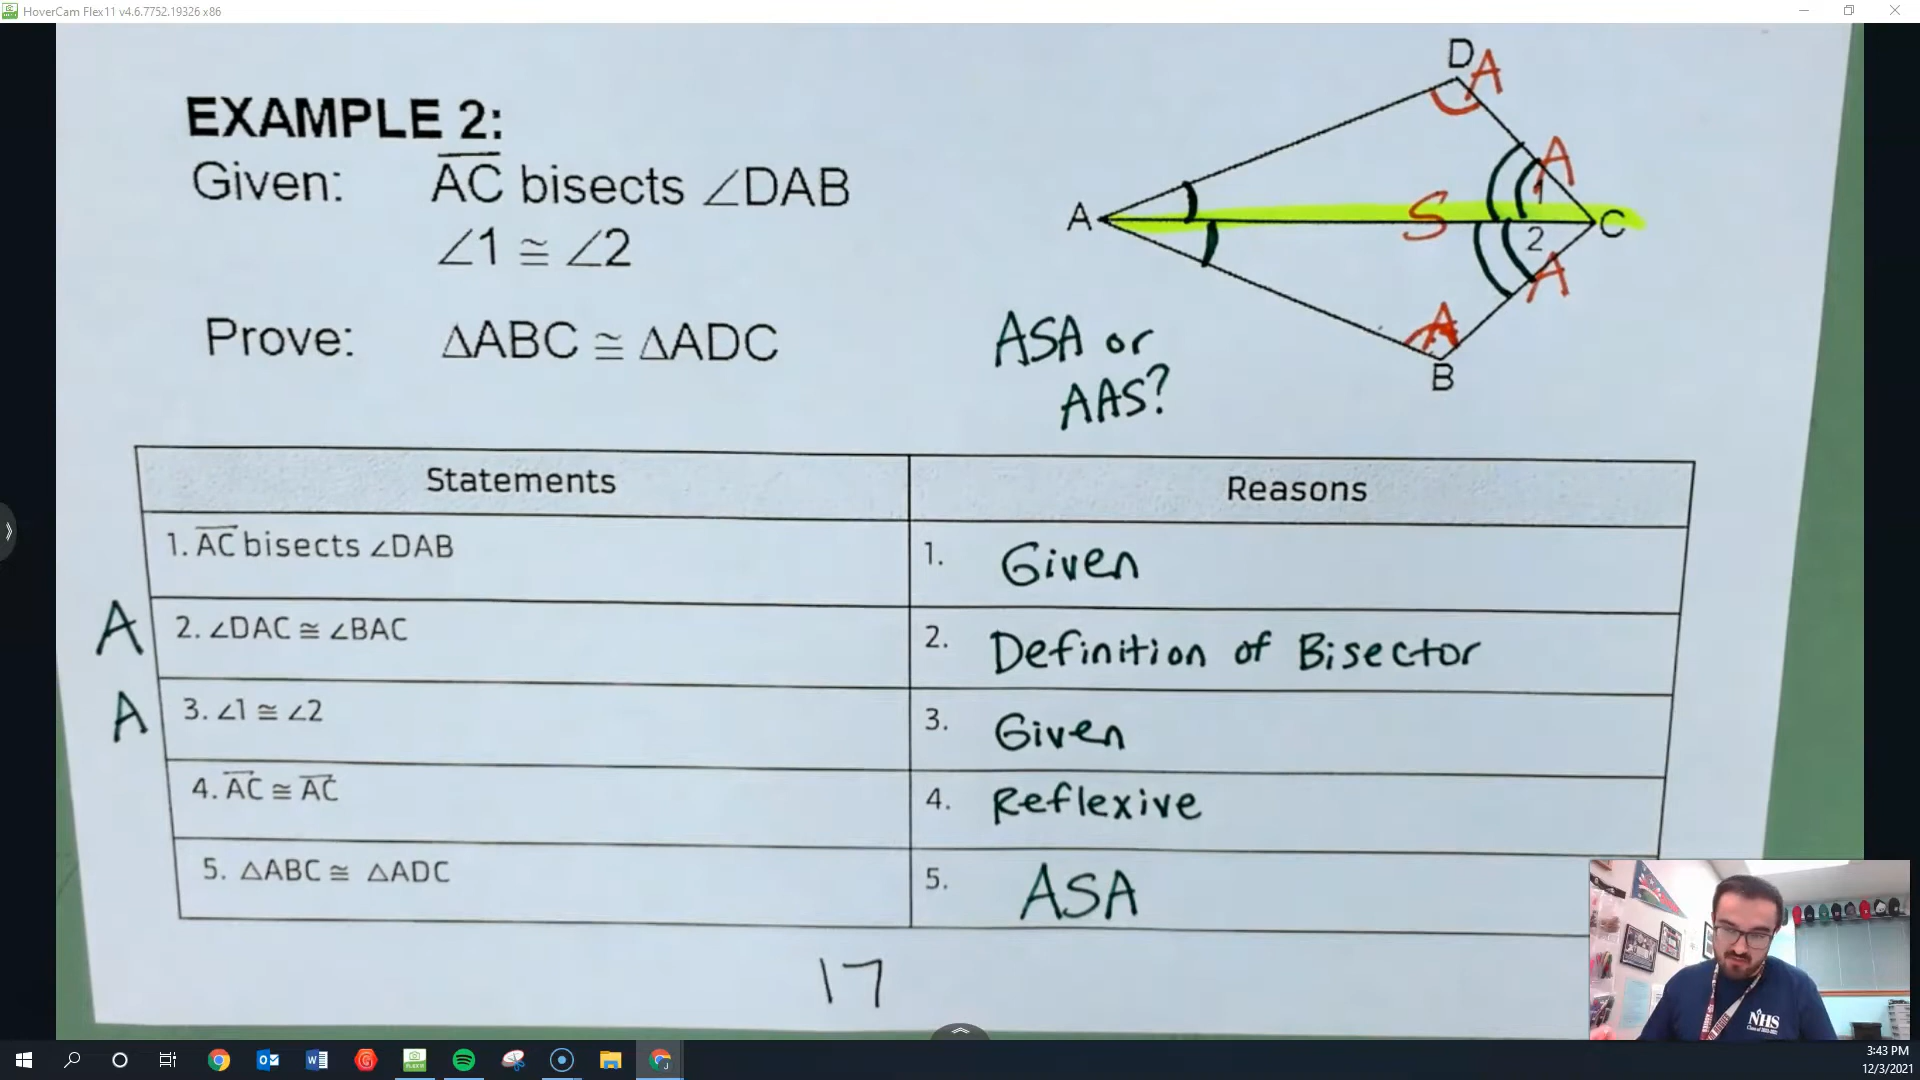 HoverCam Flex11 v4.6.7752.19326 x86
EXAMPLE 2:
Given: AC bisects ∠DAB
∠1 ≅ ∠2
Prove: ΔABC ≅ ΔADC
D A
A
1
A S C
2
A
A
B
ASA or
AAS?
Statements Reasons
1. AC bisects ∠DAB 1. Given
A 2. ∠DAC ≅ ∠BAC 2. Definition of Bisector
A 3. ∠1 ≅ ∠2 3. Given
4. AC ≅ AC 4. Reflexive
5. △ABC ≅ △ADC 5. ASA
17
NHS
3:43 PM
12/3/2021